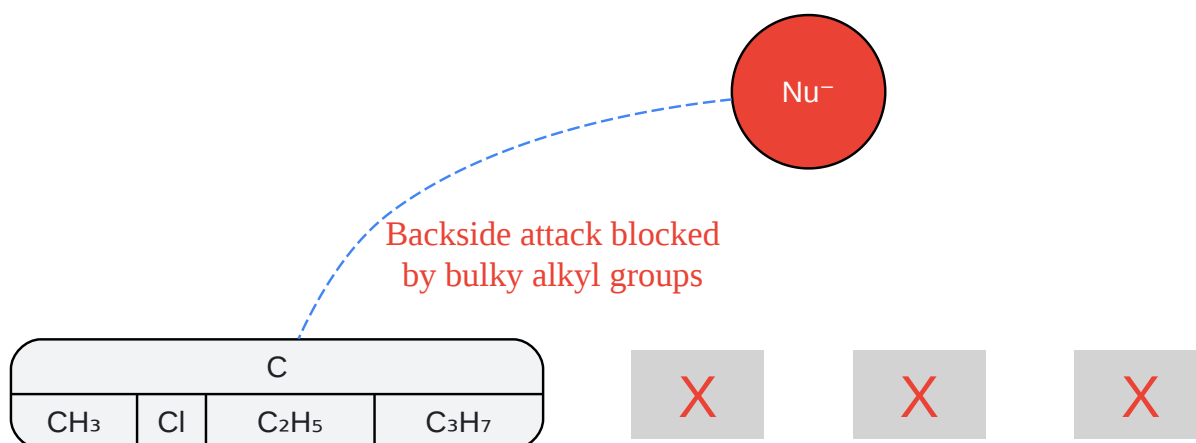 Nu⁻
Backside attack blocked
by bulky alkyl groups
C
CH₃ Cl C₂H₅ C₃H₇
X X X